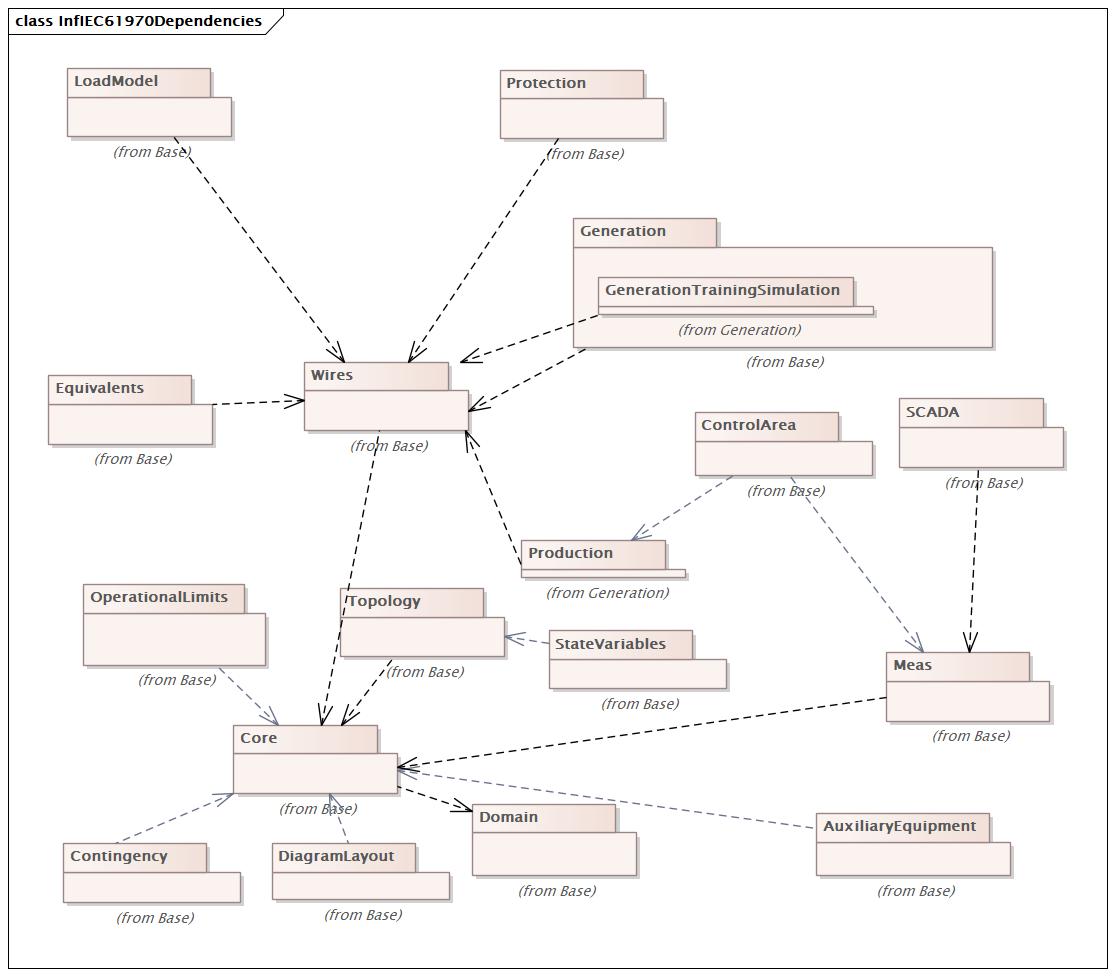 class InfIEC61970Dependencies
LoadModel
(from Base)
Protection
(from Base)
Generation
GenerationTrainingSimulation
(from Generation)
(from Base)
Wires
(from Base)
Equivalents
(from Base)
ControlArea
(from Base)
SCADA
(from Base)
Production
(from Generation)
OperationalLimits
(from Base)
Topology
(from Base)
StateVariables
(from Base)
Meas
(from Base)
Core
(from Base)
Domain
(from Base)
AuxiliaryEquipment
(from Base)
Contingency
(from Base)
DiagramLayout
(from Base)